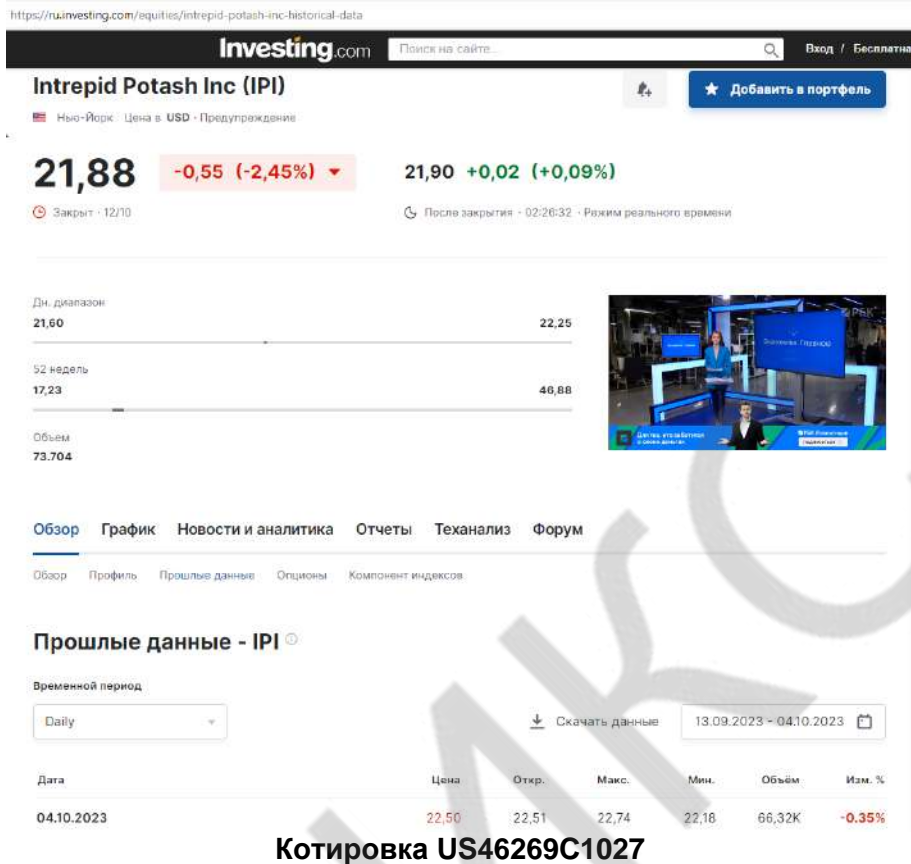 https://ru.investing.com/equities/intrepid-potash-inc-historical-data
Investing.com
Поиск на сайте...
Вход / Бесплатна
Intrepid Potash Inc (IPI)
Добавить в портфель
Нью-Йорк Цена в USD · Предупреждение
21,88 -0,55 (-2,45%) 21,90 +0,02 (+0,09%)
Закрыт · 12/10
После закрытия · 02:26:32 · Режим реального времени
Дн. диапазон
21,60 22,25
52 недель
17,23 46,88
Объем
73.704
РБК
Обзор График Новости и аналитика Отчеты Теханализ Форум
Обзор Профиль Прошлые данные Опционы Компонент индексов
Прошлые данные - IPI
Временной период
Daily
Скачать данные
13.09.2023 - 04.10.2023
Дата Цена Откр. Макс. Мин. Объём Изм. %
04.10.2023 22,50 22,51 22,74 22,18 66,32K -0.35%
Котировка US46269C1027